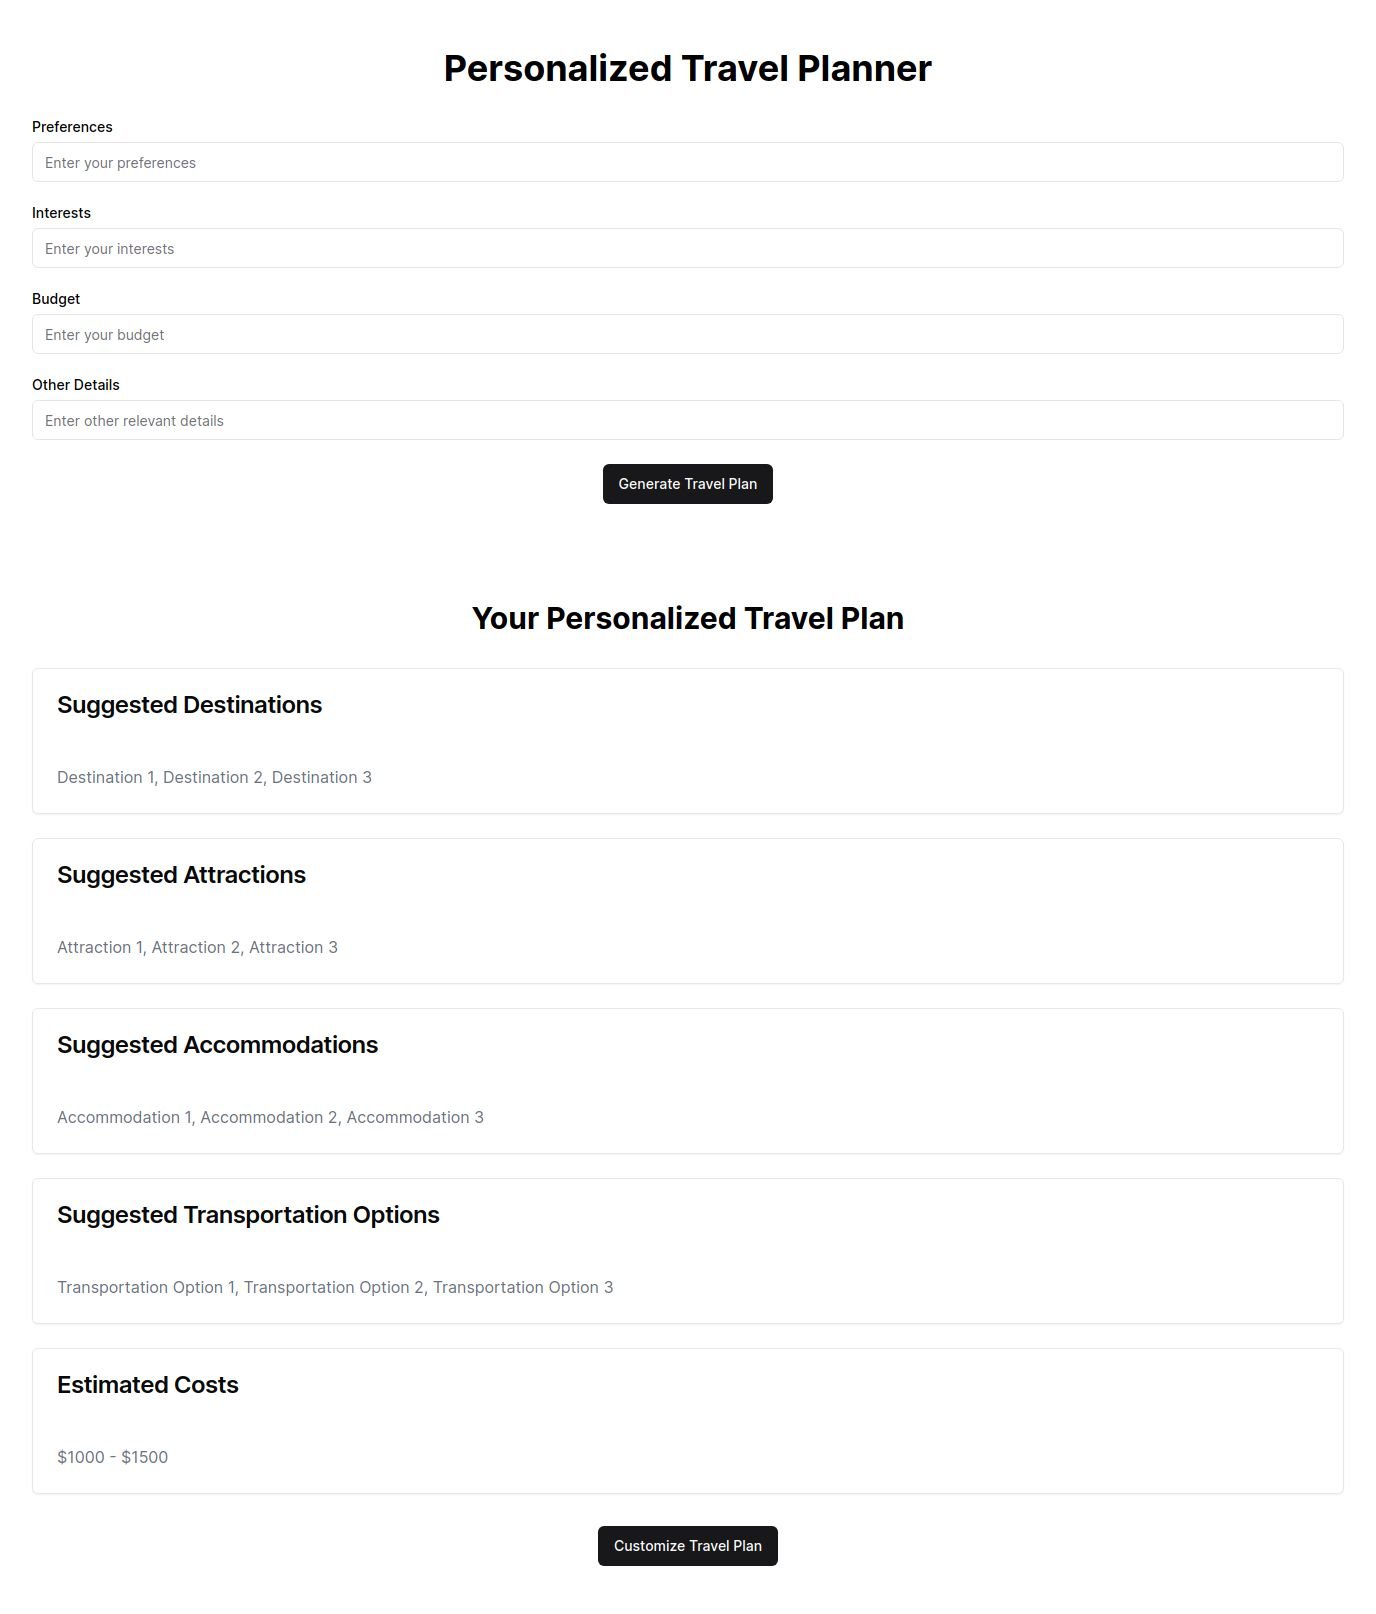 Personalized Travel Planner
Preferences
Enter your preferences
Interests
Enter your interests
Budget
Enter your budget
Other Details
Enter other relevant details
Generate Travel Plan
Your Personalized Travel Plan
Suggested Destinations
Destination 1, Destination 2, Destination 3
Suggested Attractions
Attraction 1, Attraction 2, Attraction 3
Suggested Accommodations
Accommodation 1, Accommodation 2, Accommodation 3
Suggested Transportation Options
Transportation Option 1, Transportation Option 2, Transportation Option 3
Estimated Costs
$1000 - $1500
Customize Travel Plan